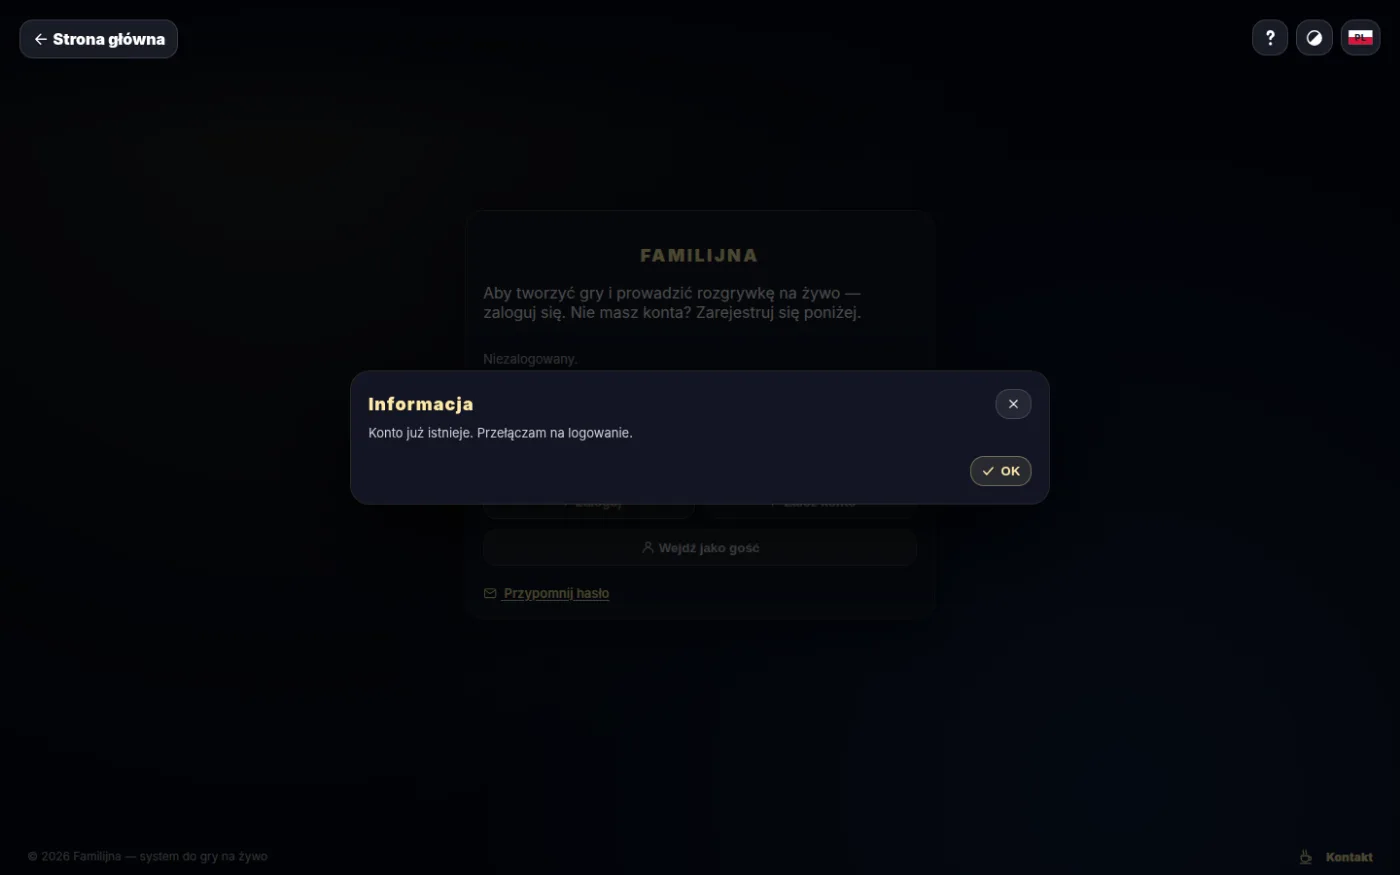 Strona główna
?
PL
FAMILIJNA
Aby tworzyć gry i prowadzić rozgrywkę na żywo —
zaloguj się. Nie masz konta? Zarejestruj się poniżej.
Niezalogowany.
Informacja
Konto już istnieje. Przełączam na logowanie.
OK
Wejdź jako gość
Przypomnij hasło
© 2026 Familijna — system do gry na żywo
Kontakt